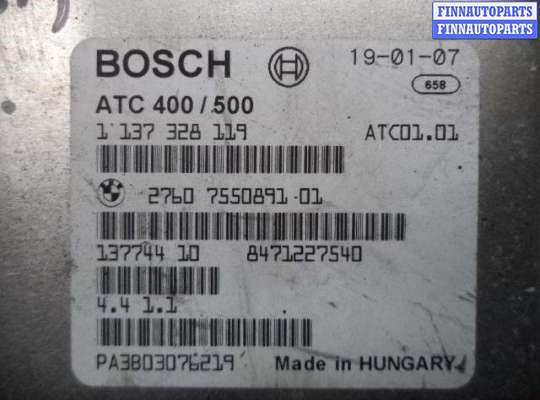 FINNAUTOPARTS
FINNAUTOPARTS
BOSCH 19-01-07
658
ATC 400 / 500
1 137 328 119 ATC01.01
2760 7550891 01
137744 10 8471227540
4.4 1.1
PA3803076219 Made in HUNGARY